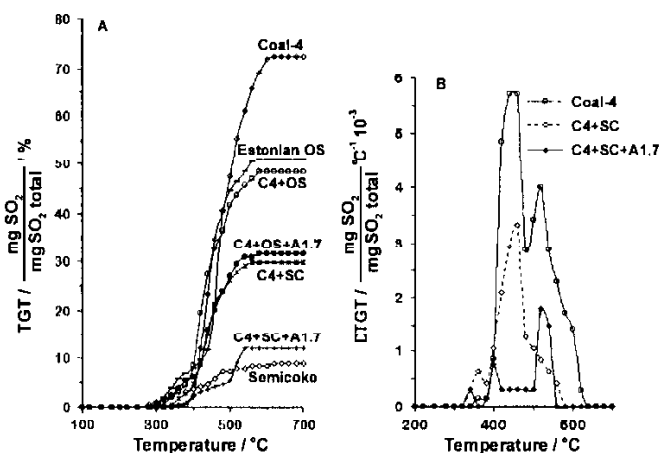 A
80
70
60
50
40
30
20
10
0
TGT / mg SO2 / mg SO2 total / %
Coal-4
Estonian OS
C4+OS
C4+OS+A1.7
C4+SC
C4+SC+A1.7
Semicoko
100 300 500 700
Temperature / °C
B
6
5
4
3
2
1
0
DTGT / mg SO2 / mg SO2 total °C-1 10-3
Coal-4
C4+SC
C4+SC+A1.7
200 400 600
Temperature / °C